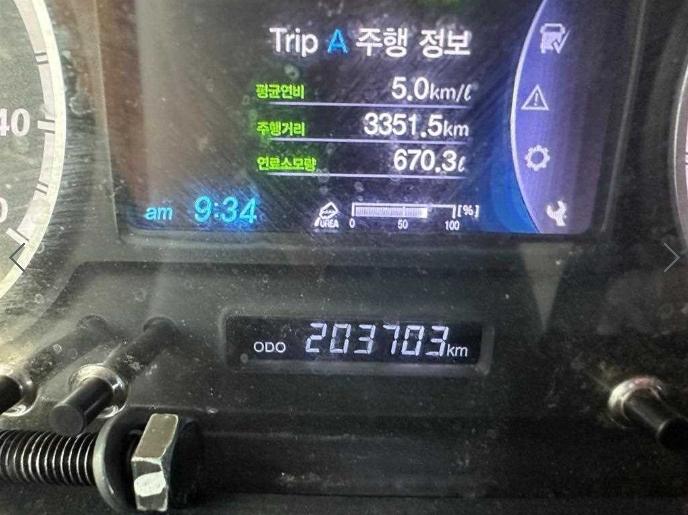 Trip A 주행 정보
평균연비 5.0km/ℓ
주행거리 3351.5km
연료소모량 670.3ℓ
am 9:34 UREA 0 50 100 [%]
ODO 203703km
40
0